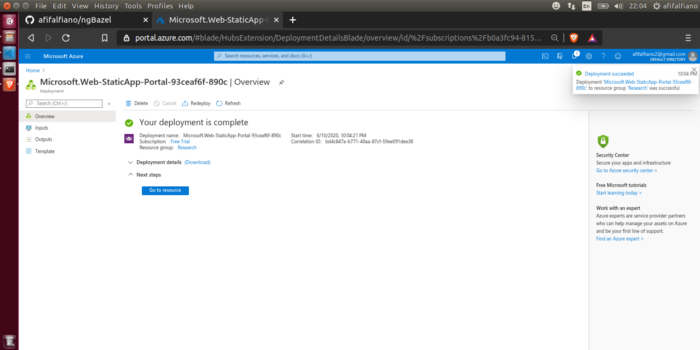 File Edit View History Tools Profiles Help
22:04 afifalfiano
afifalfiano/ngBazel
Microsoft.Web-StaticApp-
portal.azure.com/#blade/HubsExtension/DeploymentDetailsBlade/overview/id/%2Fsubscriptions%2Fb0a3fc94-815...
Microsoft Azure
Search resources, services, and docs (G+/)
afifalfiano2@gmail.com
DEFAULT DIRECTORY
Home >
Microsoft.Web-StaticApp-Portal-93ceaf6f-890c | Overview
Deployment
Deployment succeeded 10:04 PM
Deployment 'Microsoft.Web-StaticApp-Portal-93ceaf6f-
890c' to resource group 'Research' was successful.
Search (Ctrl+/)
Overview
Inputs
Outputs
Template
Delete Cancel Redeploy Refresh
Your deployment is complete
Deployment name: Microsoft.Web-StaticApp-Portal-93ceaf6f-890c
Subscription: Free Trial
Resource group: Research
Start time: 6/10/2020, 10:04:21 PM
Correlation ID:
Deployment details (Download)
Next steps
Go to resource
Security Center
Secure your apps and infrastructure
Go to Azure security center >
Free Microsoft tutorials
Start learning today >
Work with an expert
Azure experts are service provider partners
who can help manage your assets on Azure
and be your first line of support.
Find an Azure expert >